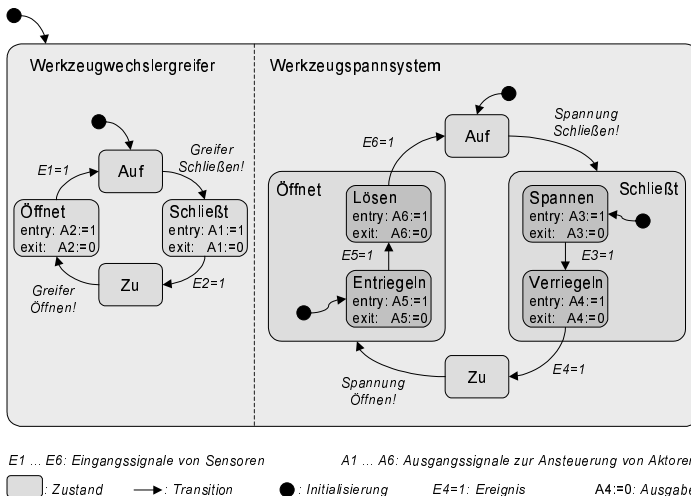 Werkzeugwechslergreifer
Werkzeugspannsystem
Auf
Greifer
Schließen!
E1=1
Öffnet
entry: A2:=1
exit: A2:=0
Schließt
entry: A1:=1
exit: A1:=0
Zu
E2=1
Greifer
Öffnen!
Auf
Spannung
Schließen!
E6=1
Öffnet
Lösen
entry: A6:=1
exit: A6:=0
E5=1
Entriegeln
entry: A5:=1
exit: A5:=0
Schließt
Spannen
entry: A3:=1
exit: A3:=0
E3=1
Verriegeln
entry: A4:=1
exit: A4:=0
E4=1
Zu
Spannung
Öffnen!
E1 ... E6: Eingangssignale von Sensoren
A1 ... A6: Ausgangssignale zur Ansteuerung von Aktoren
: Zustand
: Transition
: Initialisierung
E4=1: Ereignis
A4:=0: Ausgabe